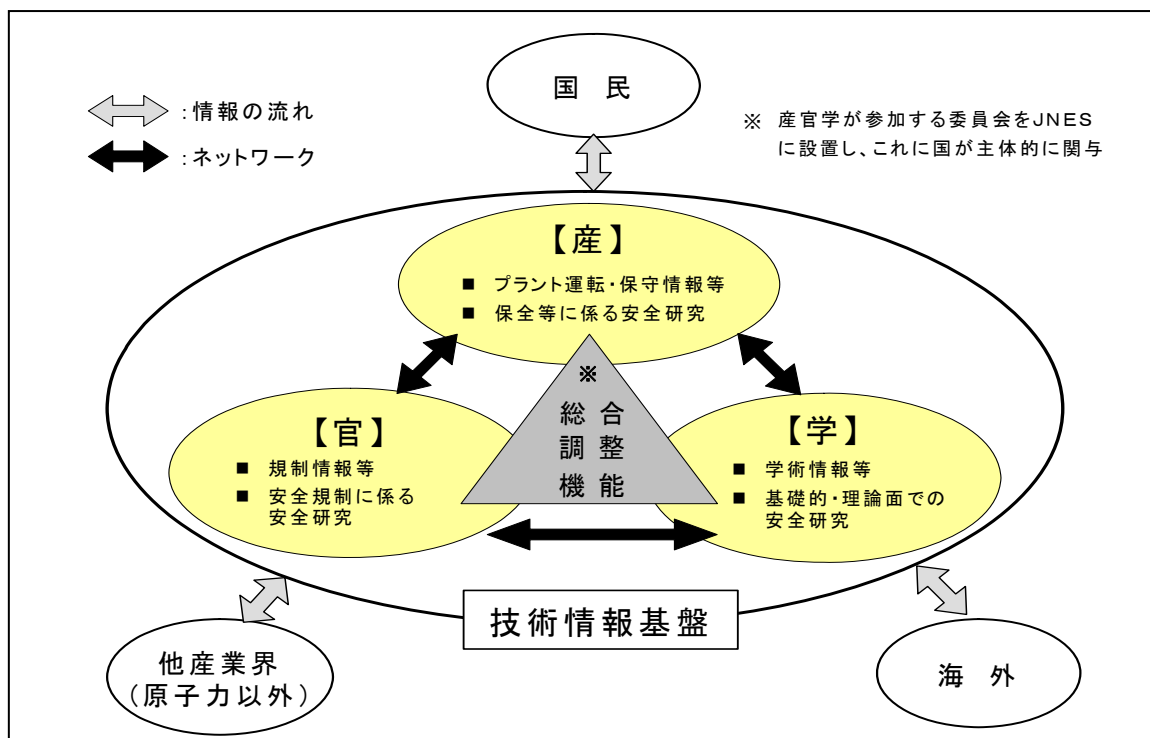 国 民
:情報の流れ
:ネットワーク
※ 産官学が参加する委員会をJNES
に設置し、これに国が主体的に関与
【産】
■ プラント運転・保守情報等
■ 保全等に係る安全研究
※
総 合
調 整
機 能
【官】
■ 規制情報等
■ 安全規制に係る
安全研究
【学】
■ 学術情報等
■ 基礎的・理論面での
安全研究
技術情報基盤
他産業界
(原子力以外)
海 外